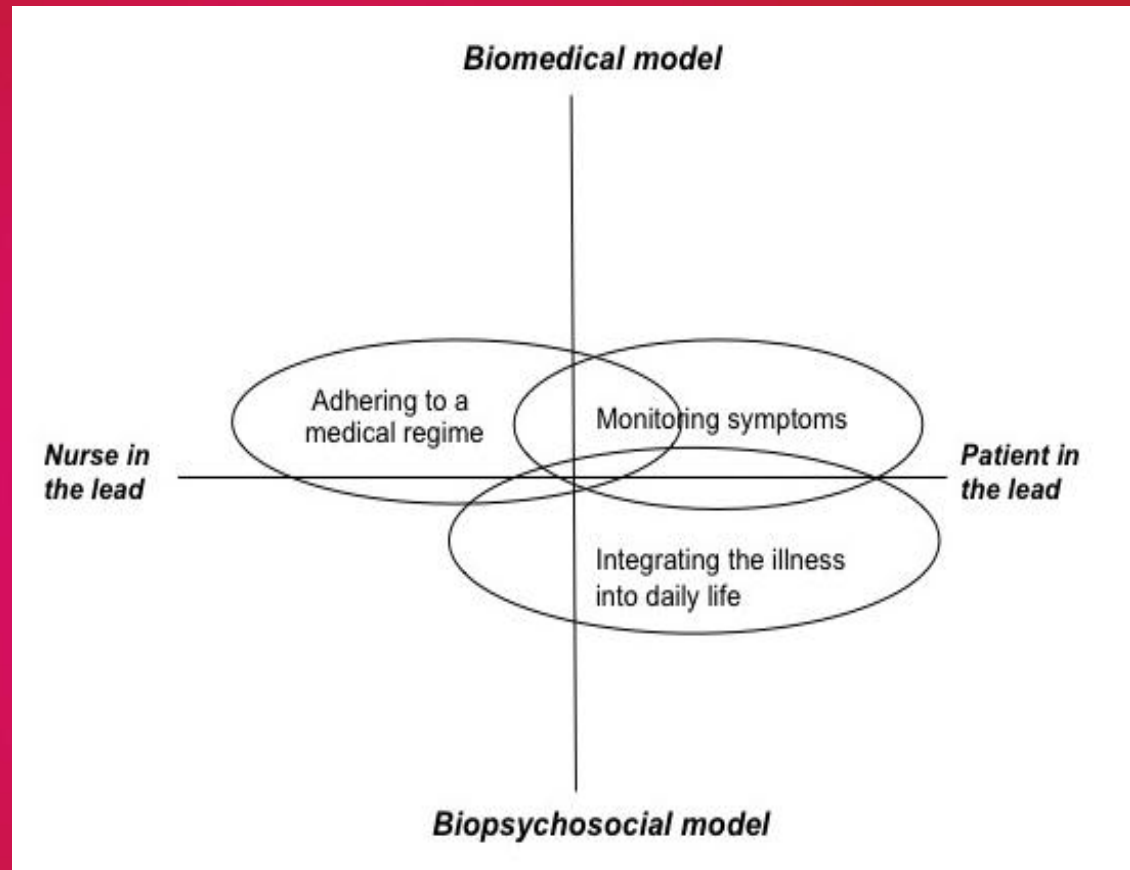 Biomedical model
Adhering to a
medical regime
Monitoring symptoms
Nurse in
the lead
Patient in
the lead
Integrating the illness
into daily life
Biopsychosocial model